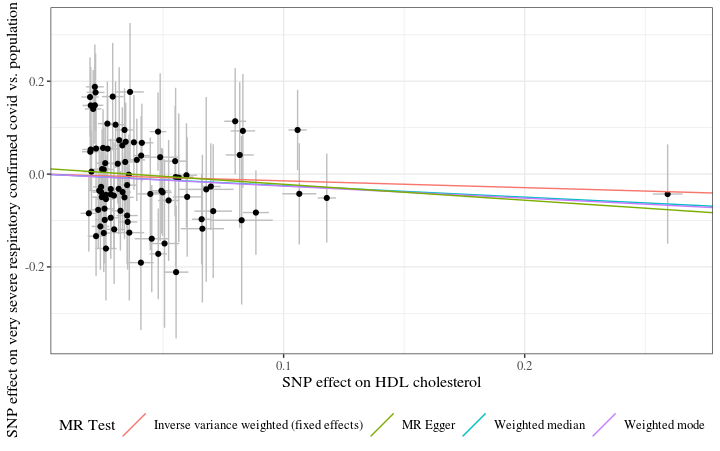 SNP effect on very severe respiratory confirmed covid vs. population
0.2
0.0
-0.2
0.1
0.2
SNP effect on HDL cholesterol
MR Test
Inverse variance weighted (fixed effects)
MR Egger
Weighted median
Weighted mode